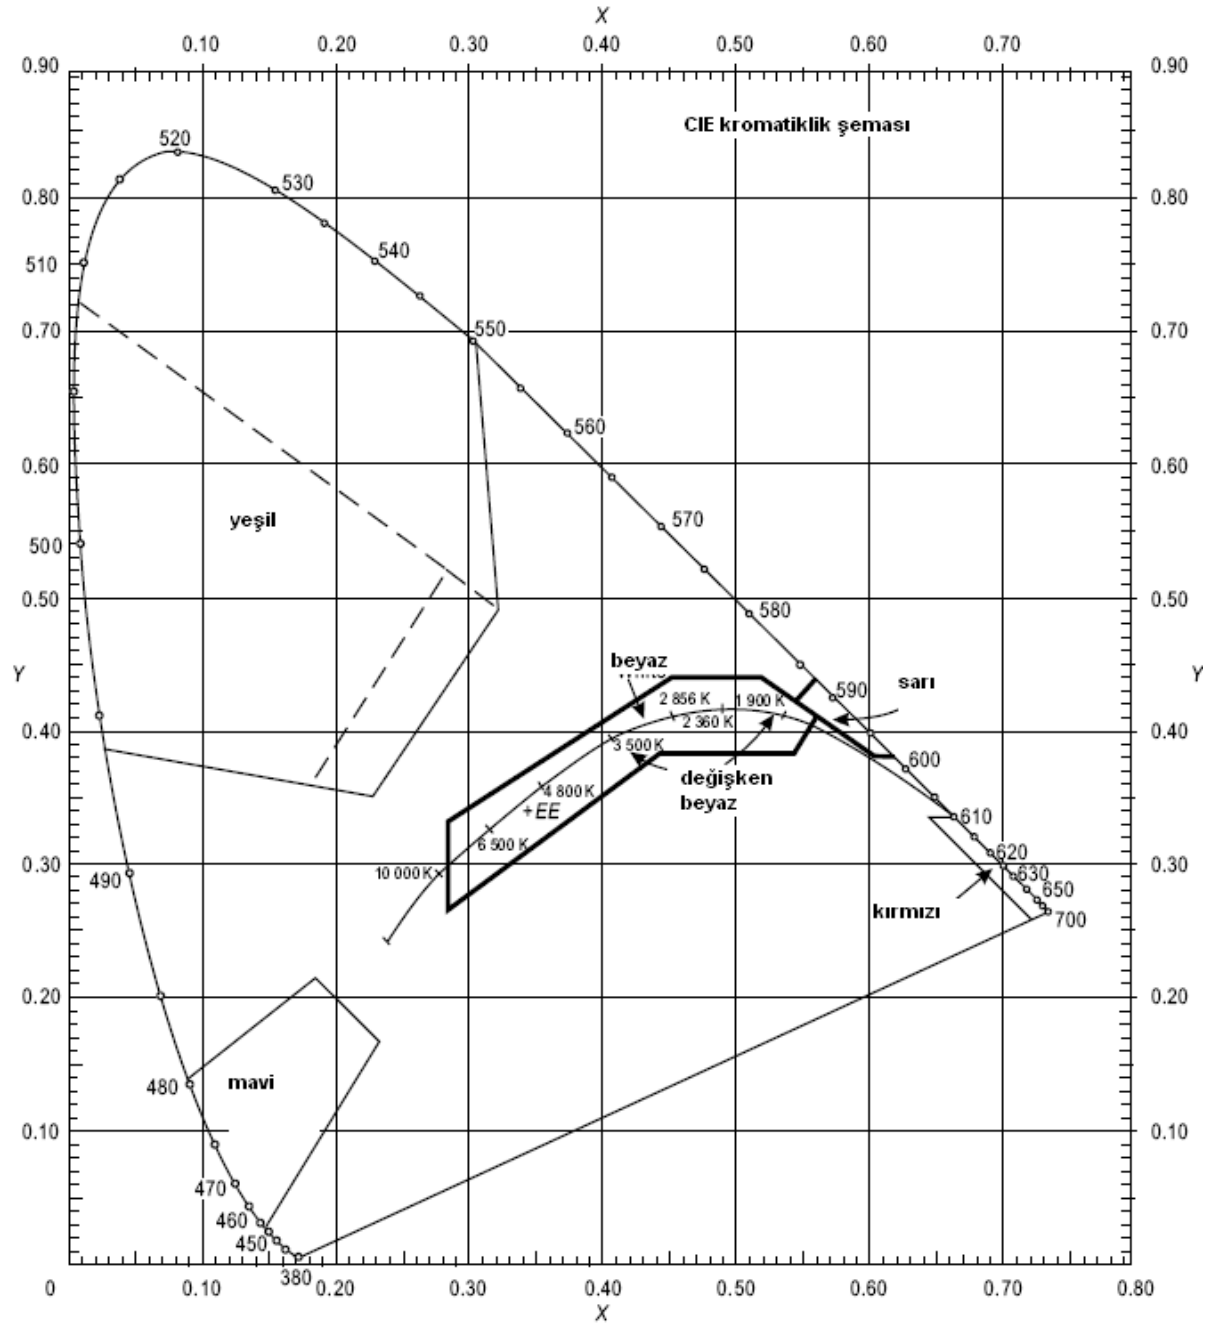 X
0.10 0.20 0.30 0.40 0.50 0.60 0.70
0.90 0.90
CIE kromatiklik şeması
520
530
0.80 0.80
540
510
0.70 550 0.70
560
0.60 0.60
570
yeşil
500
0.50 580 0.50
beyaz
Y Y
590 sarı
2 856 K 1 900 K
2 360 K
0.40 0.40
3 500 K
600
değişken
beyaz
4 800 K
+EE
610
6 500 K
620
0.30 10 000 K 0.30
630
490
650
kırmızı
700
0.20 0.20
480 mavi
0.10 0.10
470
460
450
380
0 0.10 0.20 0.30 0.40 0.50 0.60 0.70 0.80
X